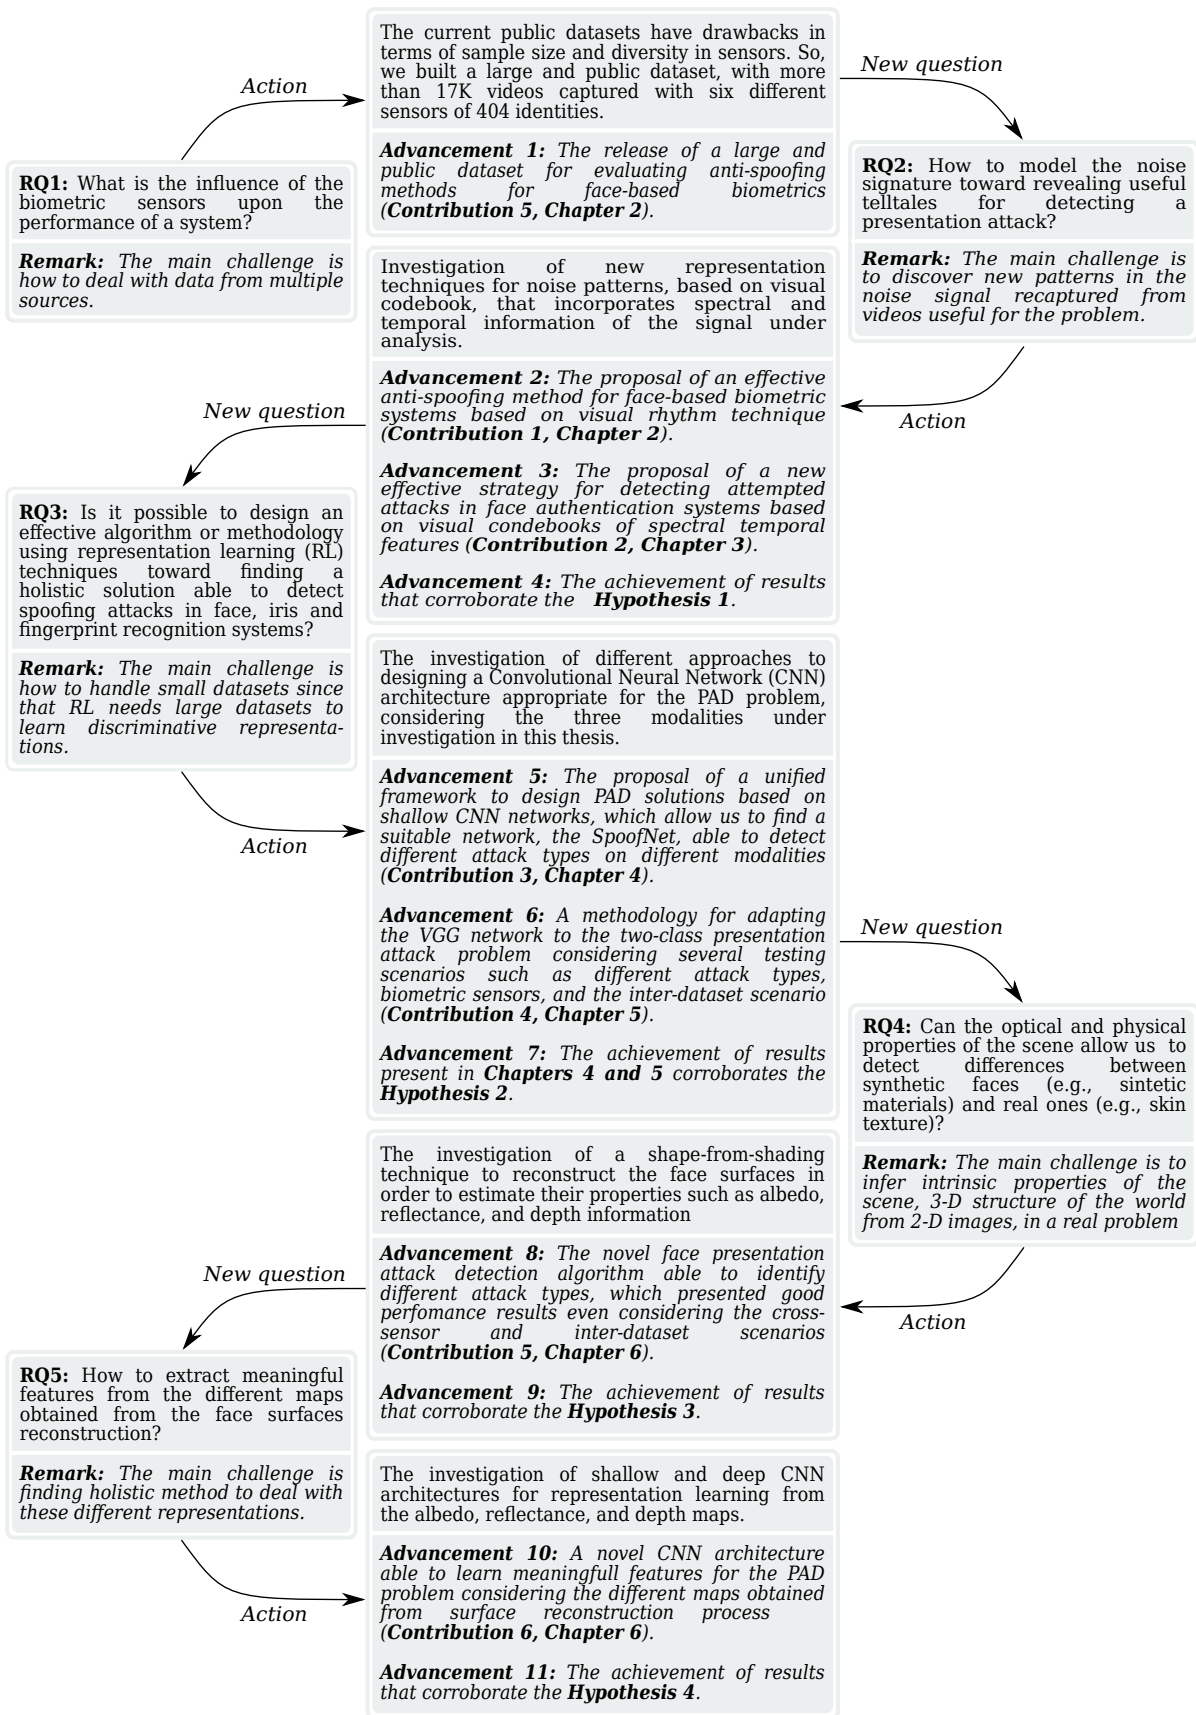 The current public datasets have drawbacks in
terms of sample size and diversity in sensors. So,
we built a large and public dataset, with more
than 17K videos captured with six different
sensors of 404 identities.
Advancement 1: The release of a large and
public dataset for evaluating anti-spoofing
methods for face-based biometrics
(Contribution 5, Chapter 2).
Action
New question
RQ1: What is the influence of the
biometric sensors upon the
performance of a system?
Remark: The main challenge is
how to deal with data from multiple
sources.
RQ2: How to model the noise
signature toward revealing useful
telltales for detecting a
presentation attack?
Remark: The main challenge is
to discover new patterns in the
noise signal recaptured from
videos useful for the problem.
Action
Investigation of new representation
techniques for noise patterns, based on visual
codebook, that incorporates spectral and
temporal information of the signal under
analysis.
Advancement 2: The proposal of an effective
anti-spoofing method for face-based biometric
systems based on visual rhythm technique
(Contribution 1, Chapter 2).
Advancement 3: The proposal of a new
effective strategy for detecting attempted
attacks in face authentication systems based
on visual condebooks of spectral temporal
features (Contribution 2, Chapter 3).
Advancement 4: The achievement of results
that corroborate the Hypothesis 1.
New question
RQ3: Is it possible to design an
effective algorithm or methodology
using representation learning (RL)
techniques toward finding a
holistic solution able to detect
spoofing attacks in face, iris and
fingerprint recognition systems?
Remark: The main challenge is
how to handle small datasets since
that RL needs large datasets to
learn discriminative representa-
tions.
Action
The investigation of different approaches to
designing a Convolutional Neural Network (CNN)
architecture appropriate for the PAD problem,
considering the three modalities under
investigation in this thesis.
Advancement 5: The proposal of a unified
framework to design PAD solutions based on
shallow CNN networks, which allow us to find a
suitable network, the SpoofNet, able to detect
different attack types on different modalities
(Contribution 3, Chapter 4).
Advancement 6: A methodology for adapting
the VGG network to the two-class presentation
attack problem considering several testing
scenarios such as different attack types,
biometric sensors, and the inter-dataset scenario
(Contribution 4, Chapter 5).
Advancement 7: The achievement of results
present in Chapters 4 and 5 corroborates the
Hypothesis 2.
New question
RQ4: Can the optical and physical
properties of the scene allow us to
detect differences between
synthetic faces (e.g., sintetic
materials) and real ones (e.g., skin
texture)?
Remark: The main challenge is to
infer intrinsic properties of the
scene, 3-D structure of the world
from 2-D images, in a real problem
Action
The investigation of a shape-from-shading
technique to reconstruct the face surfaces in
order to estimate their properties such as albedo,
reflectance, and depth information
Advancement 8: The novel face presentation
attack detection algorithm able to identify
different attack types, which presented good
perfomance results even considering the cross-
sensor and inter-dataset scenarios
(Contribution 5, Chapter 6).
Advancement 9: The achievement of results
that corroborate the Hypothesis 3.
New question
RQ5: How to extract meaningful
features from the different maps
obtained from the face surfaces
reconstruction?
Remark: The main challenge is
finding holistic method to deal with
these different representations.
Action
The investigation of shallow and deep CNN
architectures for representation learning from
the albedo, reflectance, and depth maps.
Advancement 10: A novel CNN architecture
able to learn meaningfull features for the PAD
problem considering the different maps obtained
from surface reconstruction process
(Contribution 6, Chapter 6).
Advancement 11: The achievement of results
that corroborate the Hypothesis 4.